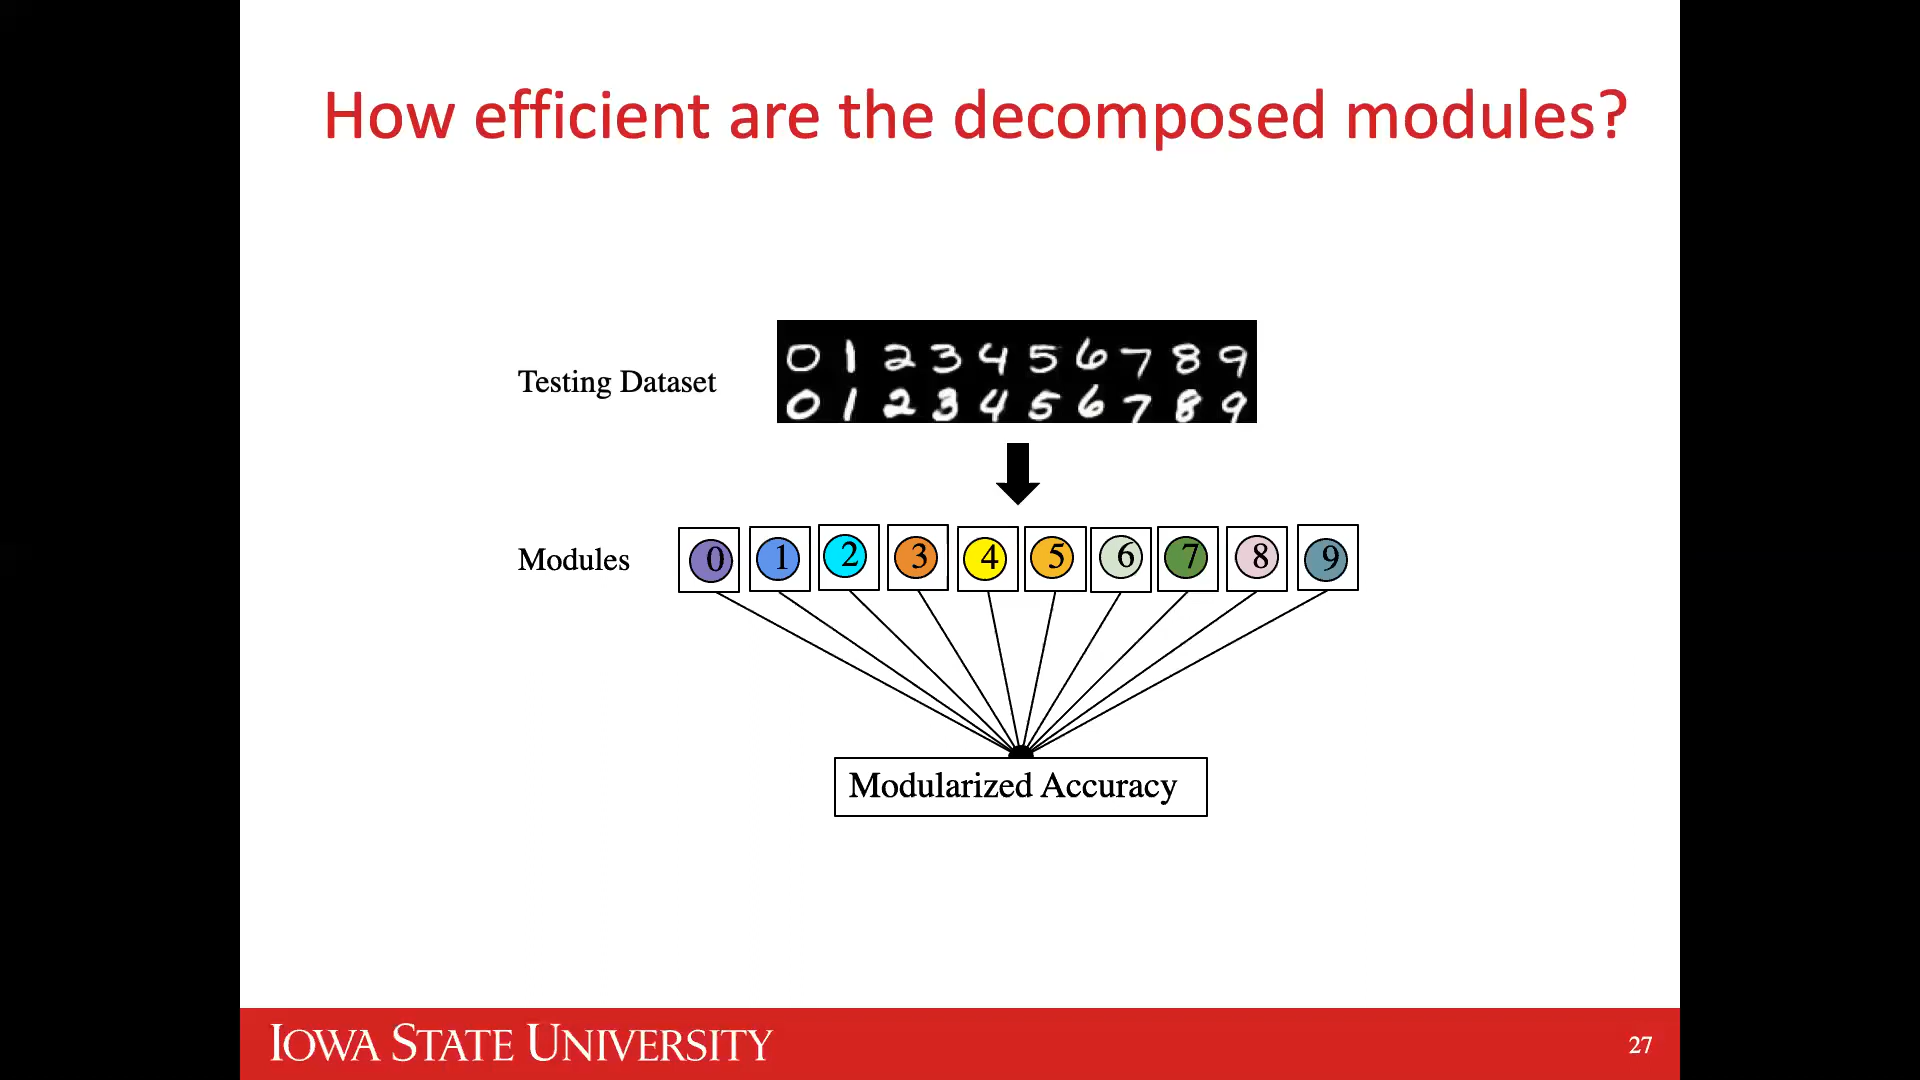 How efficient are the decomposed modules?
Testing Dataset
0 1 2 3 4 5 6 7 8 9
0 1 2 3 4 5 6 7 8 9
Modules
0 1 2 3 4 5 6 7 8 9
Modularized Accuracy
IOWA STATE UNIVERSITY
27